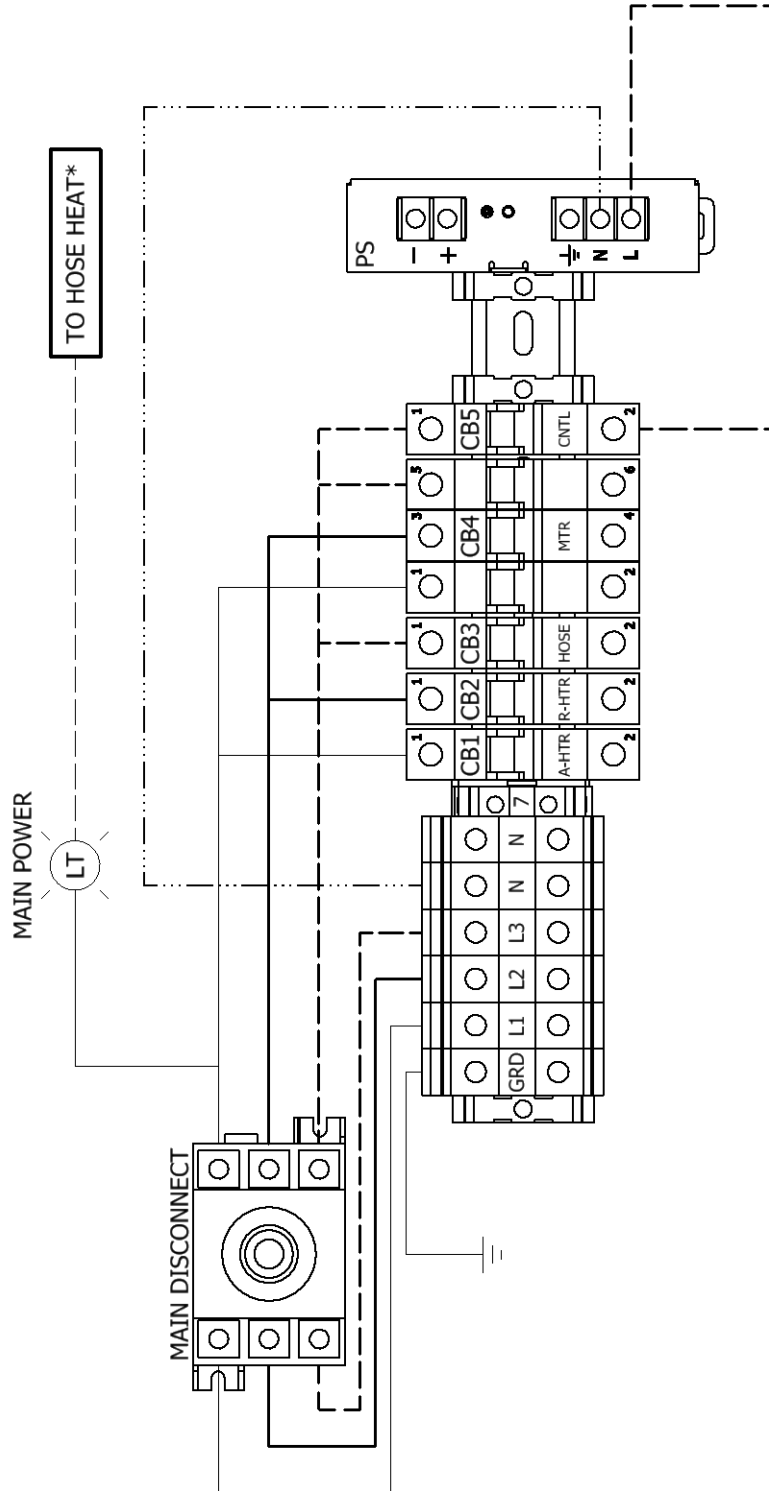 TO HOSE HEAT*
MAIN POWER
LT
PS
−
+
N
L
1
CB5
CNTL
2
5
6
3
CB4
MTR
4
1
2
1
CB3
HOSE
2
1
CB2
R-HTR
2
1
CB1
A-HTR
2
7
N
N
L3
L2
L1
GRD
MAIN DISCONNECT